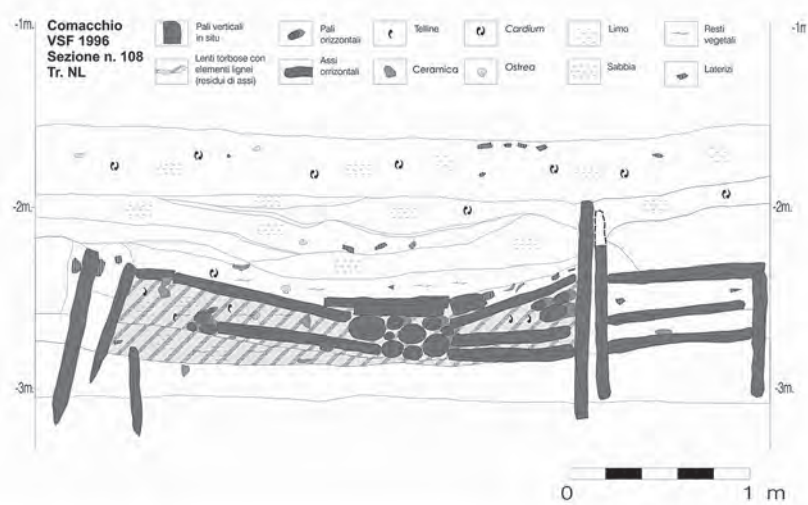 Comacchio
VSF 1996
Sezione n. 108
Tr. NL
Pali verticali
in situ
Pali
orizzontali
Telline
Cardium
Limo
Resti
vegetali
Lenti torbose con
elementi lignei
(residui di assi)
Assi
orrizontali
Ceramica
Ostrea
Sabbia
Laterizi
-1m.
-1m
-2m.
-2m.
-3m.
-3m.
0 1 m